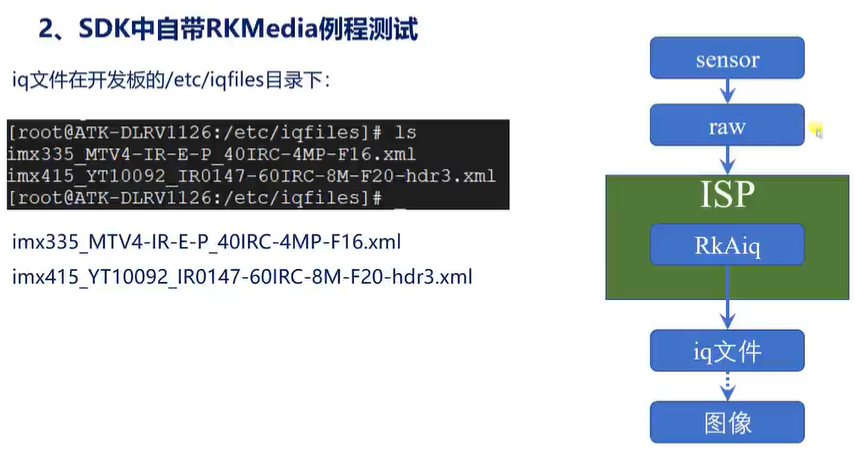 2、SDK中自带RKMedia例程测试
iq文件在开发板的/etc/iqfiles目录下:
[root@ATK-DLRV1126:/etc/iqfiles]# ls
imx335_MTV4-IR-E-P_40IRC-4MP-F16.xml
imx415_YT10092_IR0147-60IRC-8M-F20-hdr3.xml
[root@ATK-DLRV1126:/etc/iqfiles]#
imx335_MTV4-IR-E-P_40IRC-4MP-F16.xml
imx415_YT10092_IR0147-60IRC-8M-F20-hdr3.xml
sensor
raw
ISP
RkAiq
iq文件
图像